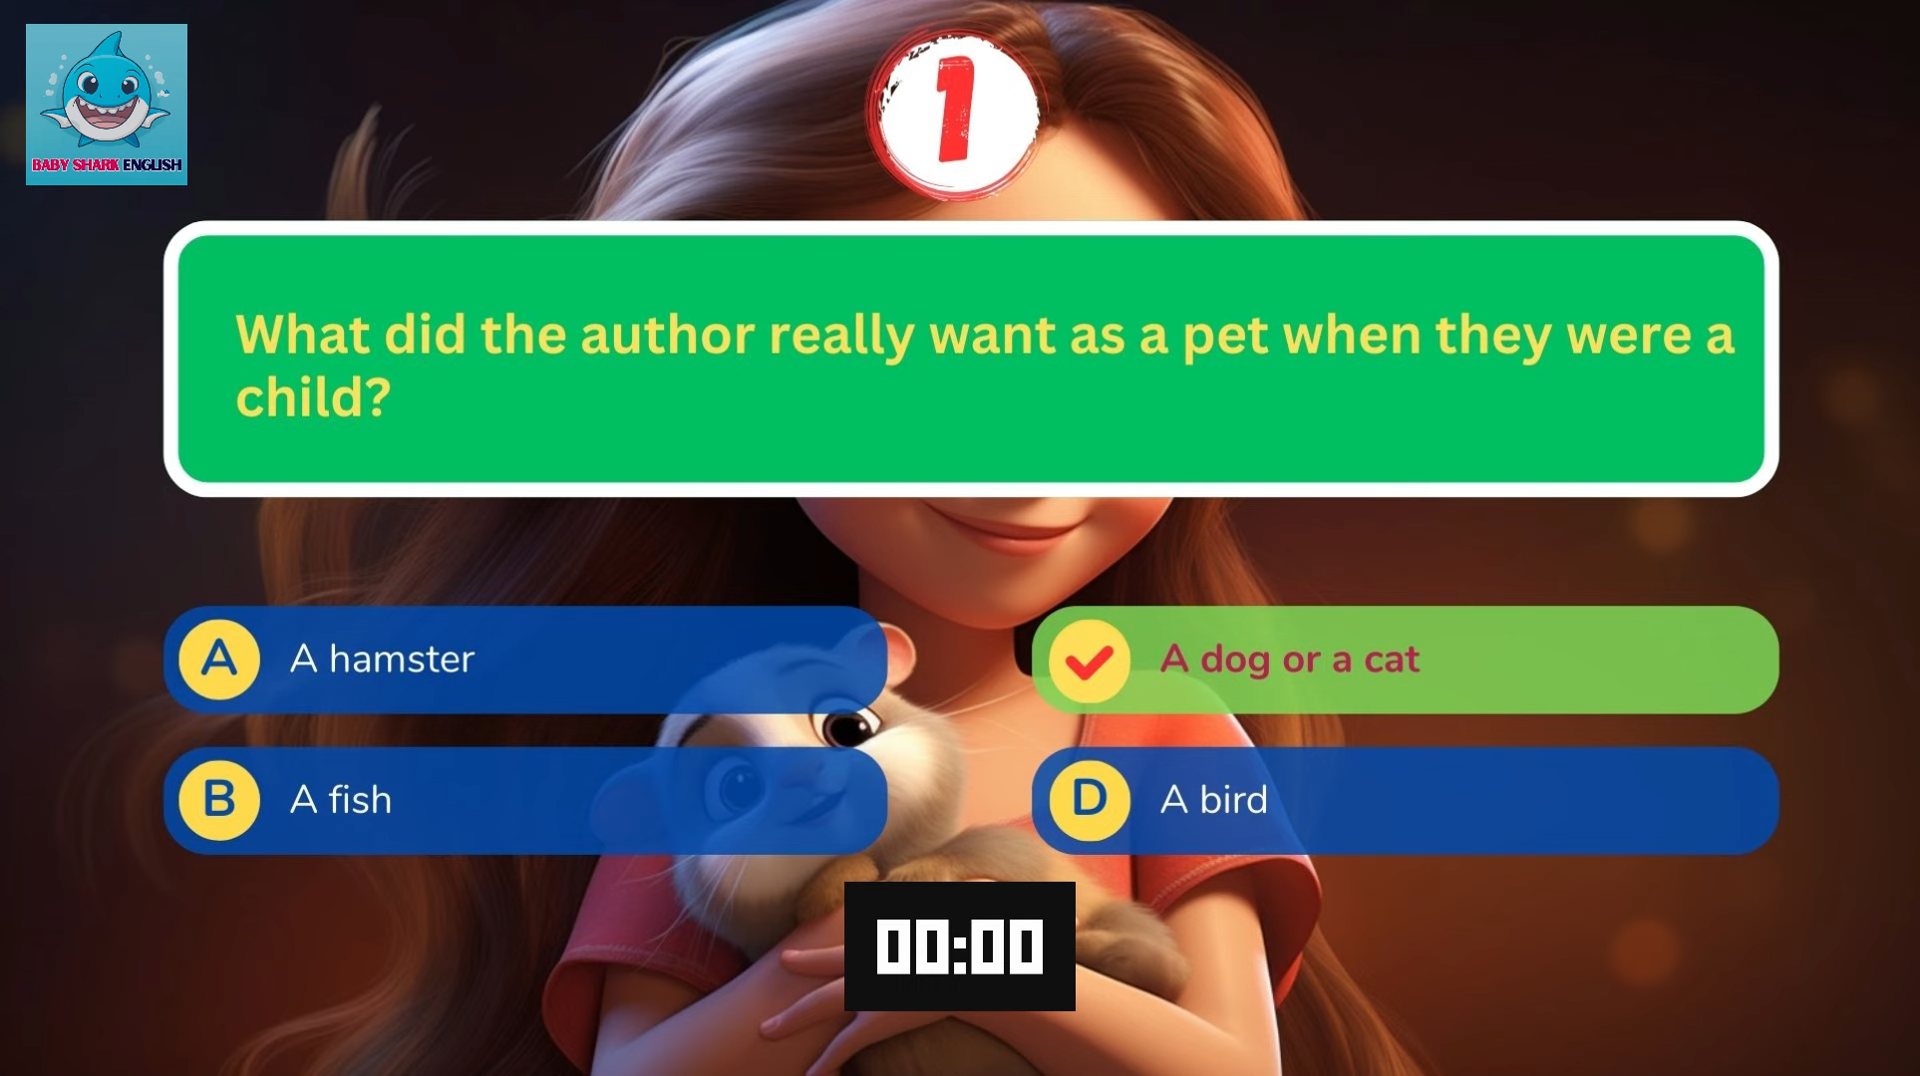 BABY SHARK ENGLISH
1
What did the author really want as a pet when they were a
child?
A A hamster
A dog or a cat
B A fish
D A bird
00:00